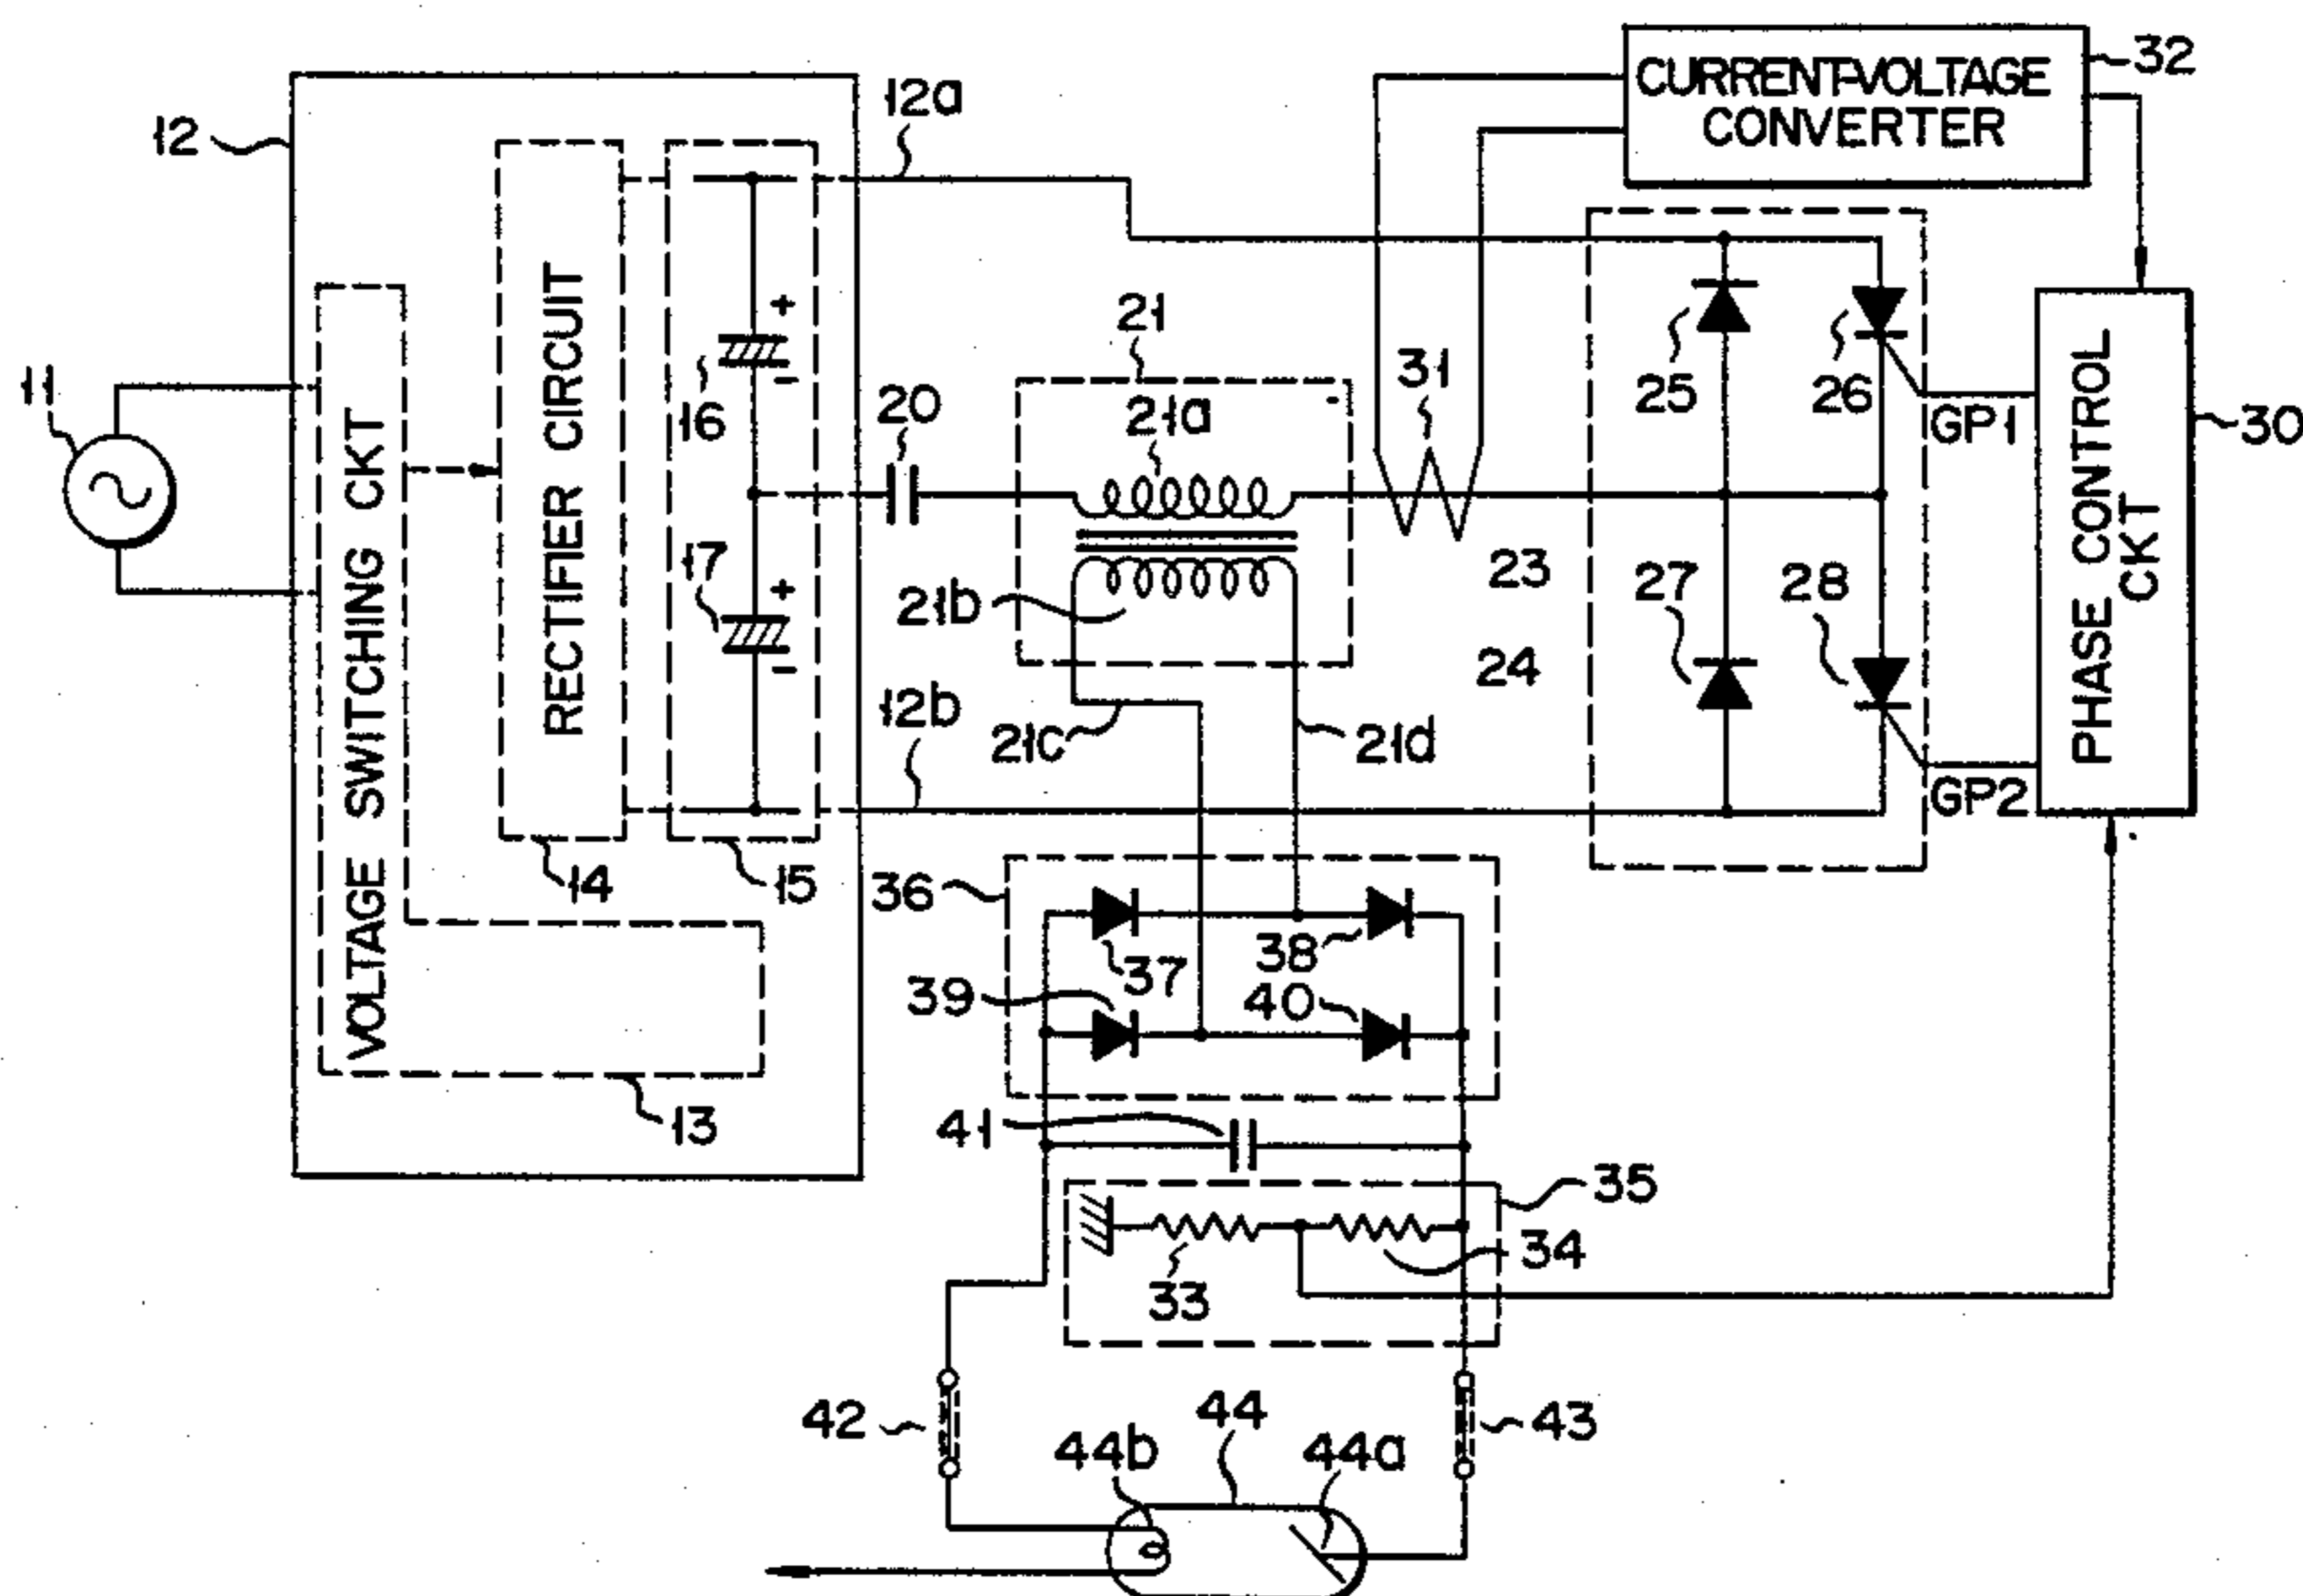 32
CURRENT-VOLTAGE
CONVERTER
12a
12
21
31
25
26
GP1
30
11
RECTIFIER CIRCUIT
+
16
-
20
21a
PHASE CONTROL
CKT
VOLTAGE SWITCHING CKT
17
+
-
21b
23
27
28
24
12b
21c
21d
GP2
14
15
36
37
38
39
40
13
41
35
33
34
42
44
43
44b
44a